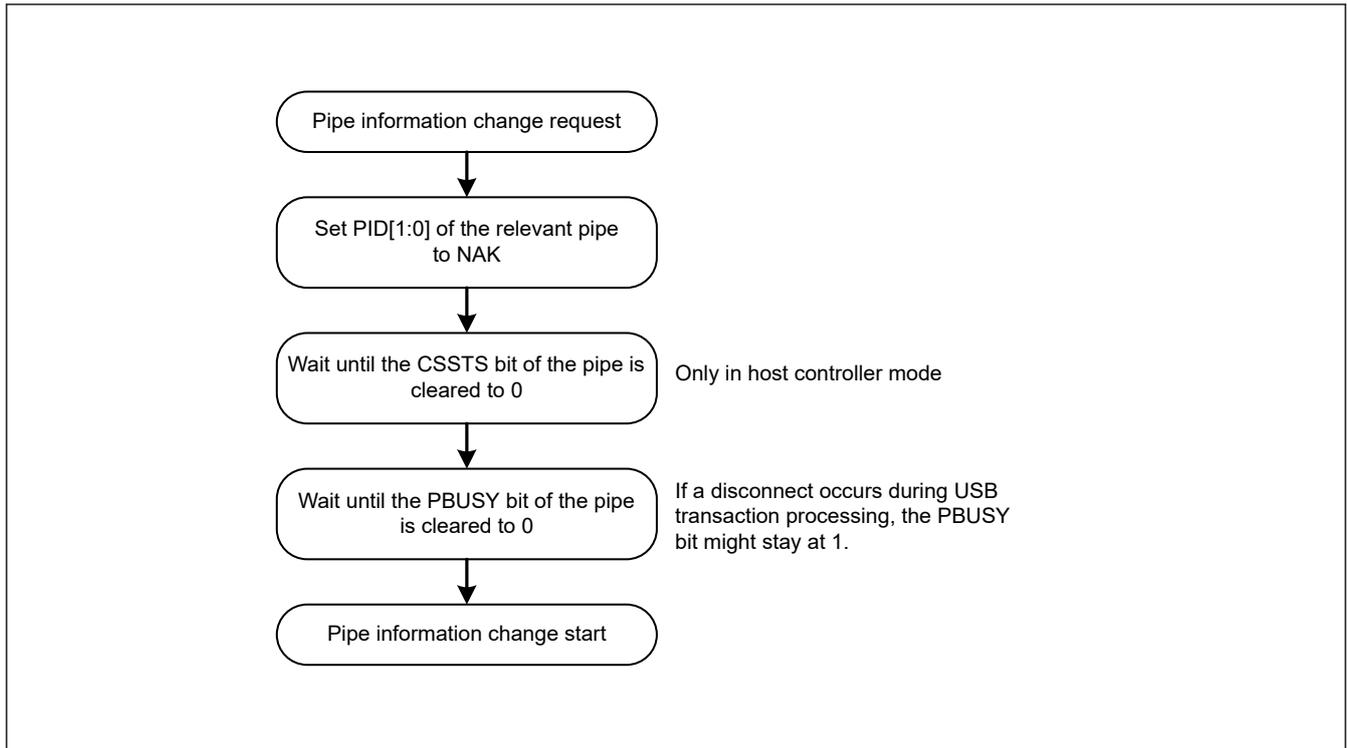 Pipe information change request
Set PID[1:0] of the relevant pipe
to NAK
Wait until the CSSTS bit of the pipe is
cleared to 0
Only in host controller mode
Wait until the PBUSY bit of the pipe
is cleared to 0
If a disconnect occurs during USB
transaction processing, the PBUSY
bit might stay at 1.
Pipe information change start